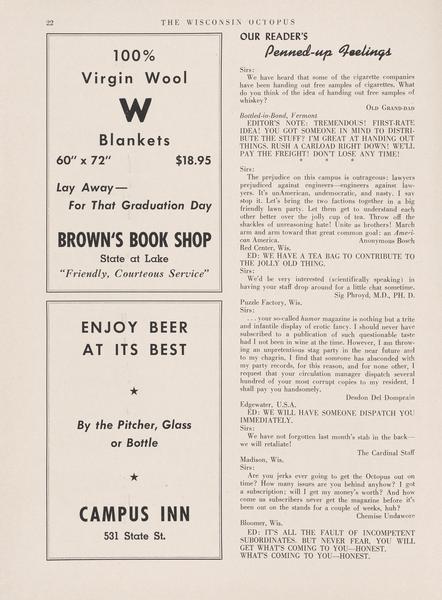 22
THE WISCONSIN OCTOPUS
100%
Virgin Wool
W
Blankets
60" x 72" $18.95
Lay Away—
For That Graduation Day
BROWN'S BOOK SHOP
State at Lake
"Friendly, Courteous Service"
ENJOY BEER
AT ITS BEST
★
By the Pitcher, Glass
or Bottle
★
CAMPUS INN
531 State St.
OUR READER'S
Penned-up Feelings
Sirs:
We have heard that some of the cigarette companies
have been handing out free samples of cigarettes. What
do you think of the idea of handing out free samples of
whiskey?
OLD GRAND-DAD
Bottled-in-Bond, Vermont
EDITOR'S NOTE: TREMENDOUS! FIRST-RATE
IDEA! YOU GOT SOMEONE IN MIND TO DISTRI-
BUTE THE STUFF? I'M GREAT AT HANDING OUT
THINGS. RUSH A CARLOAD RIGHT DOWN! WE'LL
PAY THE FREIGHT! DON'T LOSE ANY TIME!
* * *
Sirs:
The prejudice on this campus is outrageous: lawyers
prejudiced against engineers—engineers against law-
yers. It's unAmerican, undemocratic, and nasty. I say
stop it. Let's bring the two factions together in a big
friendly lawn party. Let them get to understand each
other better over the jolly cup of tea. Throw off the
shackles of unreasoning hate! Unite as brothers! March
arm and arm toward that great common goal: an Ameri-
can America.
Anonymous Bosch
Red Center, Wis.
ED: WE HAVE A TEA BAG TO CONTRIBUTE TO
THE JOLLY OLD THING.
Sirs:
We'd be very interested (scientifically speaking) in
having your staff drop around for a little chat sometime.
Sig Phroyd, M.D., PH. D.
Puzzle Factory, Wis.
Sirs:
. . . your so-called humor magazine is nothing but a trite
and infantile display of erotic fancy. I should never have
subscribed to a publication of such questionable taste
had I not been in wine at the time. However, I am throw-
ing an unpretentious stag party in the near future and
to my chagrin, I find that someone has absconded with
my party records, for this reason, and for none other, I
request that your circulation manager dispatch several
hundred of your most corrupt copies to my resident, I
shall pay you handsomely.
Desdon Del Domprain
Edgewater, U.S.A.
ED: WE WILL HAVE SOMEONE DISPATCH YOU
IMMEDIATELY.
Sirs:
We have not forgotten last month's stab in the back—
we will retaliate!
The Cardinal Staff
Madison, Wis.
Sirs:
Are you jerks ever going to get the Octopus out on
time? How many issues are you behind anyhow? I got
a subscription; will I get my money's worth? And how
come us subscribers never get the magazine before it's
been out on the stands for a couple of weeks, huh?
Chemise Undawore
Bloomer, Wis.
ED: IT'S ALL THE FAULT OF INCOMPETENT
SUBORDINATES. BUT NEVER FEAR, YOU WILL
GET WHAT'S COMING TO YOU—HONEST.
WHAT'S COMING TO YOU—HONEST.